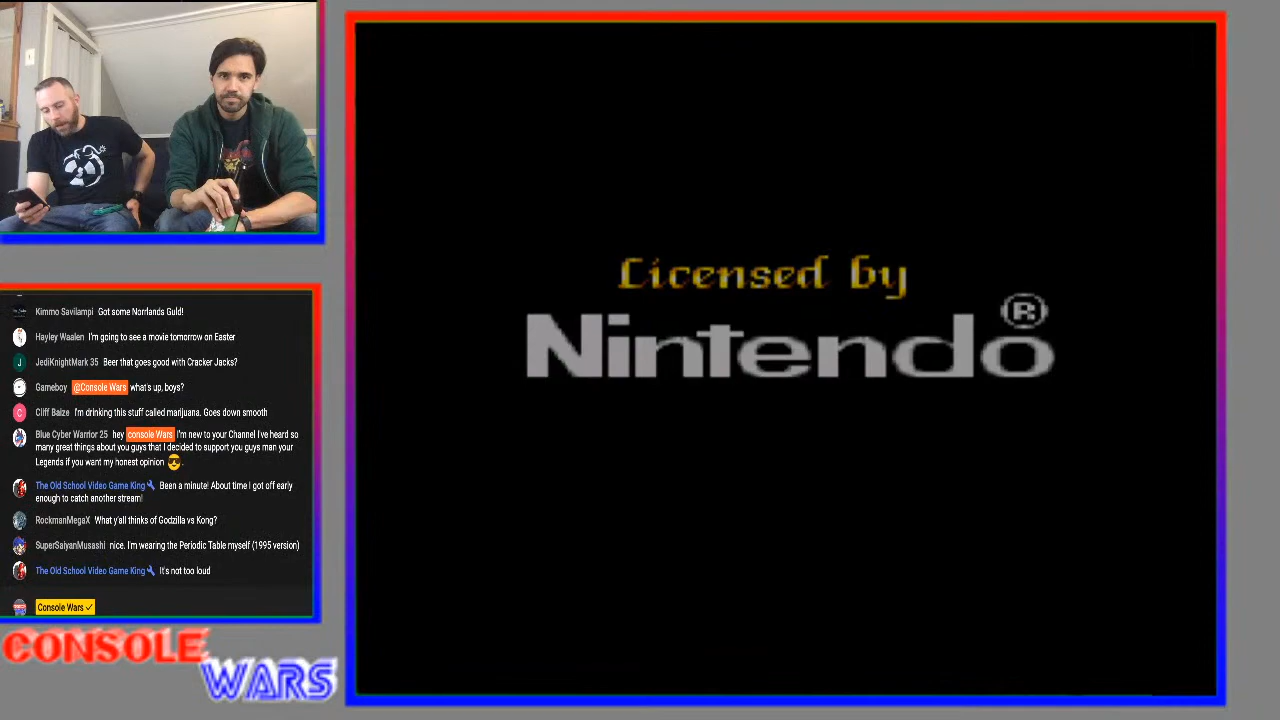 Licensed by
Nintendo®
Kimmo Savilampi Got some Norrlands Guld!
Hayley Waalen I'm going to see a movie tomorrow on Easter
J JediKnightMark 35 Beer that goes good with Cracker Jacks?
Gameboy @Console Wars what's up, boys?
C Cliff Baize I'm drinking this stuff called marijuana. Goes down smooth
Blue Cyber Warrior 25 hey console Wars I'm new to your Channel I've heard so
many great things about you guys that I decided to support you guys man your
Legends if you want my honest opinion 😎 .
The Old School Video Game King Been a minute! About time I got off early
enough to catch another stream!
RockmanMegaX What y'all thinks of Godzilla vs Kong?
SuperSaiyanMusashi nice. I'm wearing the Periodic Table myself (1995 version)
The Old School Video Game King It's not too loud
Console Wars ✓
CONSOLE
WARS